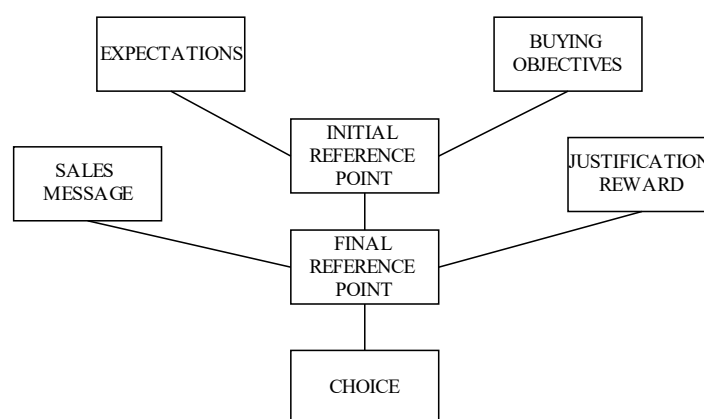 EXPECTATIONS
BUYING
OBJECTIVES
INITIAL
REFERENCE
POINT
SALES
MESSAGE
JUSTIFICATION
REWARD
FINAL
REFERENCE
POINT
CHOICE